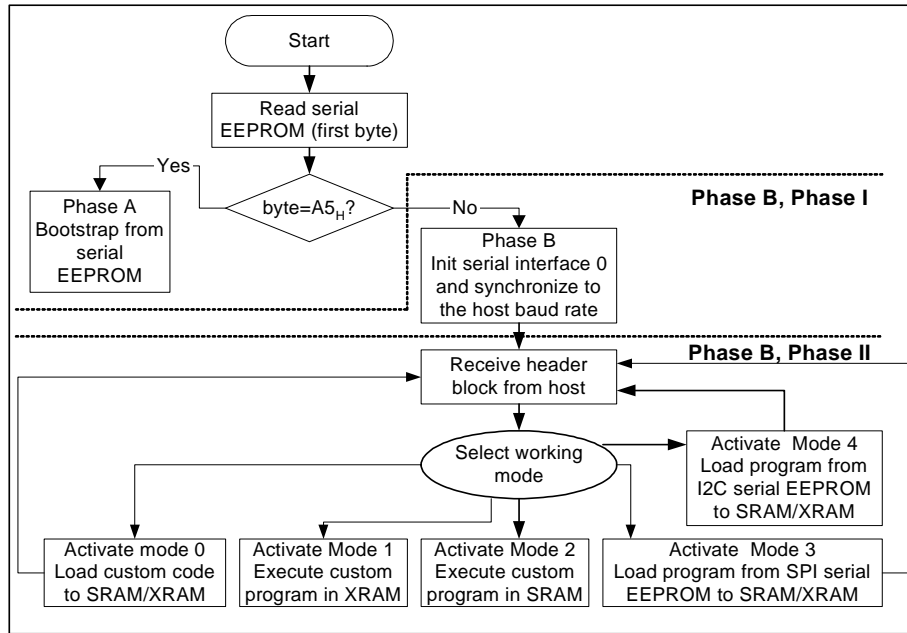 Start
Read serial
EEPROM (first byte)
Yes
byte=A5H?
No
Phase B, Phase I
Phase A
Bootstrap from
serial
EEPROM
Phase B
Init serial interface 0
and synchronize to
the host baud rate
Phase B, Phase II
Receive header
block from host
Select working
mode
Activate Mode 4
Load program from
I2C serial EEPROM
to SRAM/XRAM
Activate mode 0
Load custom code
to SRAM/XRAM
Activate Mode 1
Execute custom
program in XRAM
Activate Mode 2
Execute custom
program in SRAM
Activate Mode 3
Load program from SPI serial
EEPROM to SRAM/XRAM